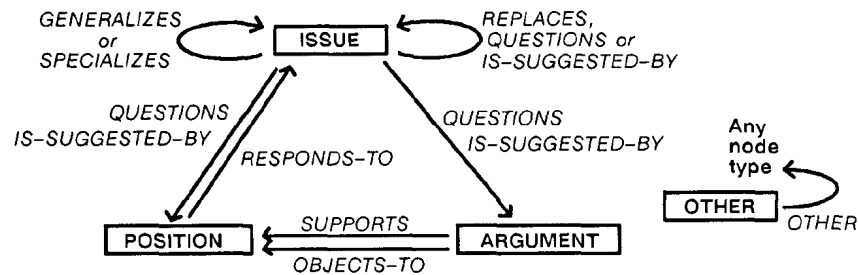 GENERALIZES
or
SPECIALIZES
ISSUE
REPLACES,
QUESTIONS or
IS-SUGGESTED-BY
QUESTIONS
IS-SUGGESTED-BY
RESPONDS-TO
QUESTIONS
IS-SUGGESTED-BY
Any
node
type
OTHER
OTHER
POSITION
SUPPORTS
OBJECTS-TO
ARGUMENT